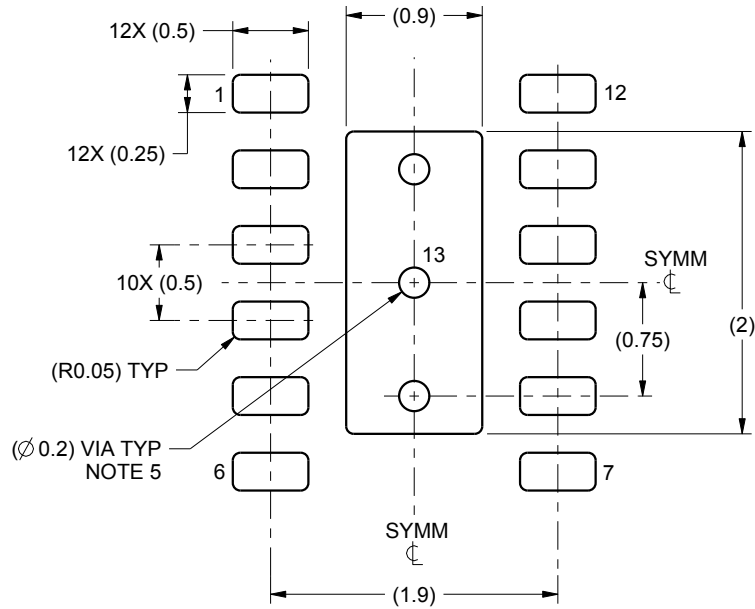 12X (0.5)
(0.9)
1
12
12X (0.25)
13
SYMM
℄
10X (0.5)
(0.75)
(2)
(R0.05) TYP
(∅ 0.2) VIA TYP
NOTE 5
6
7
SYMM
℄
(1.9)